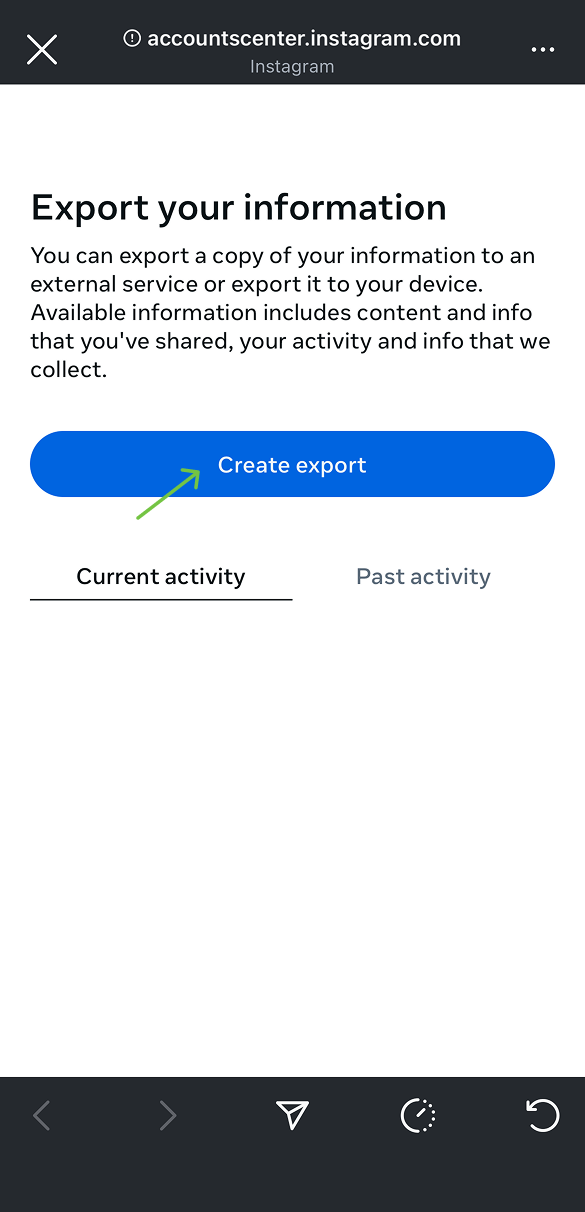 accountscenter.instagram.com
Instagram
Export your information
You can export a copy of your information to an
external service or export it to your device.
Available information includes content and info
that you've shared, your activity and info that we
collect.
Create export
Current activity
Past activity